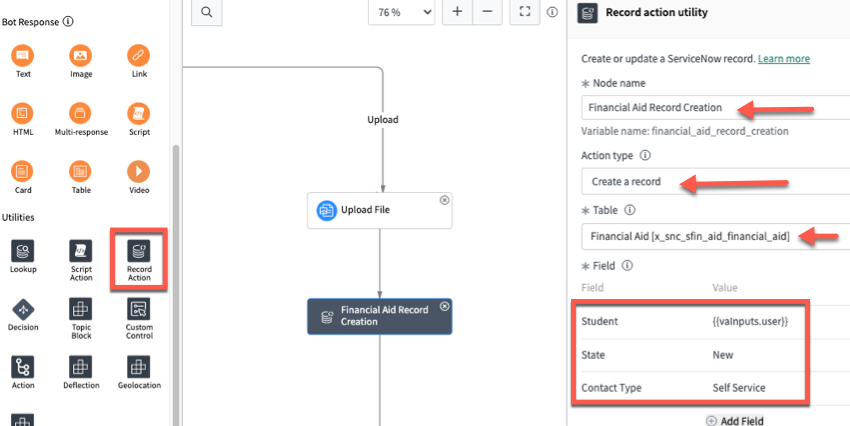 Bot Response
Text
Image
Link
HTML
Multi-response
Script
Card
Table
Video
Utilities
Lookup
Script
Action
Record
Action
Decision
Topic
Block
Custom
Control
Action
Deflection
Geolocation
76 %
Upload
Upload File
Financial Aid Record
Creation
Record action utility
Create or update a ServiceNow record. Learn more
Node name
Financial Aid Record Creation
Variable name: financial_aid_record_creation
Action type
Create a record
Table
Financial Aid [x_snc_sfin_aid_financial_aid]
Field
Field Value
Student {{vaInputs.user}}
State New
Contact Type Self Service
Add Field